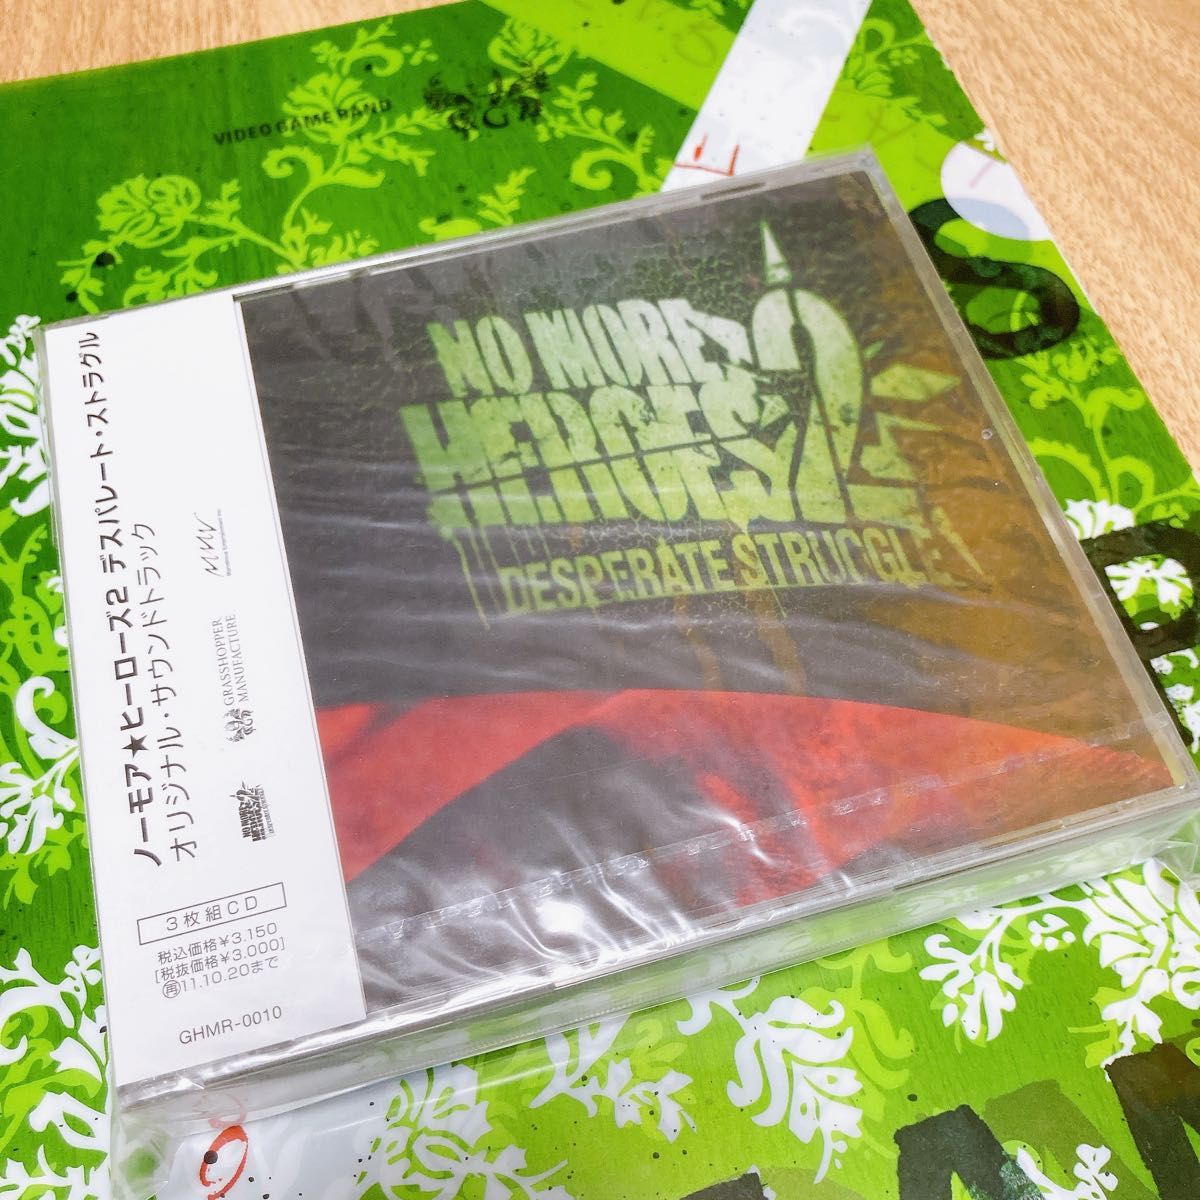 VIDEO GAME BAND
NO MORE
HEROES 2
DESPERATE STRUGGLE
ノーモア★ヒーローズ2 デスパレート・ストラグル
オリジナル・サウンドトラック
GRASSHOPPER
MANUFACTURE
3枚組CD
税込価格¥3,150
[税抜価格¥3,000]
再11.10.20まで
GHMR-0010